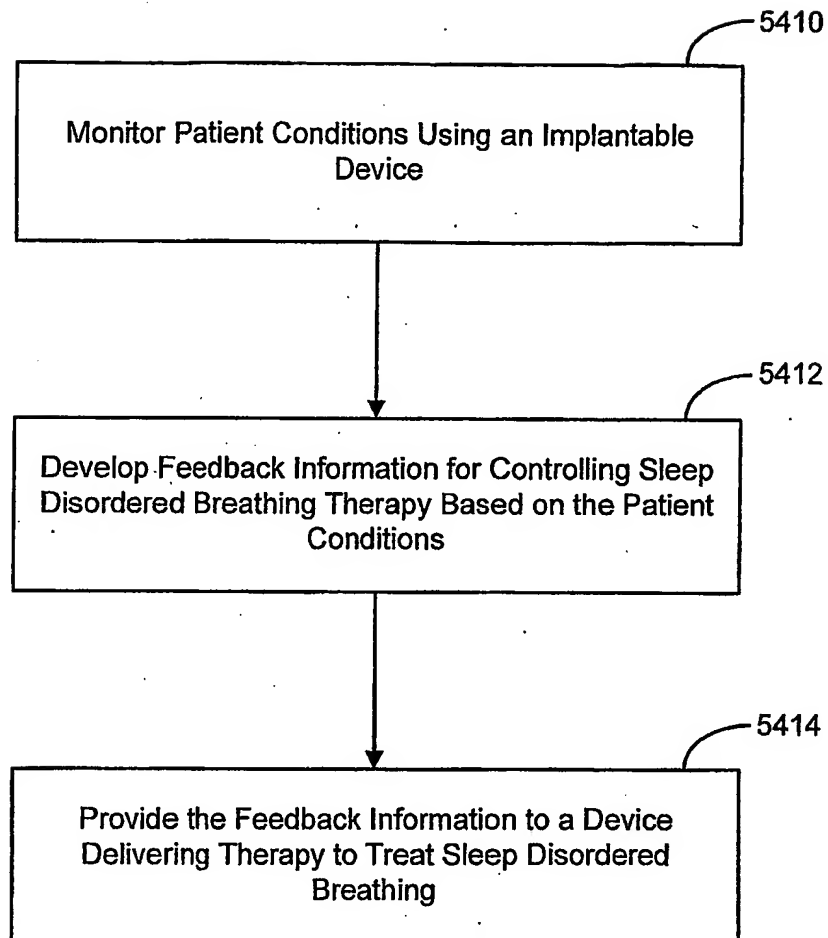 5410
Monitor Patient Conditions Using an Implantable
Device
5412
Develop Feedback Information for Controlling Sleep
Disordered Breathing Therapy Based on the Patient
Conditions
5414
Provide the Feedback Information to a Device
Delivering Therapy to Treat Sleep Disordered
Breathing